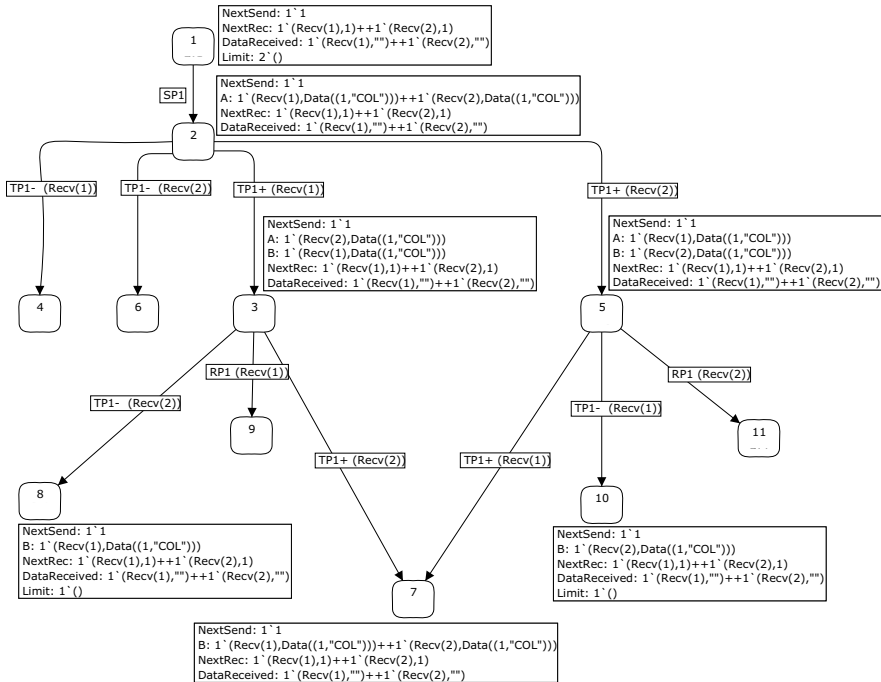 1
NextSend: 1`1
NextRec: 1`(Recv(1),1)++1`(Recv(2),1)
DataReceived: 1`(Recv(1),"")++1`(Recv(2),"")
Limit: 2`()
SP1
NextSend: 1`1
A: 1`(Recv(1),Data((1,"COL")))++1`(Recv(2),Data((1,"COL")))
NextRec: 1`(Recv(1),1)++1`(Recv(2),1)
DataReceived: 1`(Recv(1),"")++1`(Recv(2),"")
2
TP1- (Recv(1))
TP1- (Recv(2))
TP1+ (Recv(1))
TP1+ (Recv(2))
NextSend: 1`1
A: 1`(Recv(2),Data((1,"COL")))
B: 1`(Recv(1),Data((1,"COL")))
NextRec: 1`(Recv(1),1)++1`(Recv(2),1)
DataReceived: 1`(Recv(1),"")++1`(Recv(2),"")
NextSend: 1`1
A: 1`(Recv(1),Data((1,"COL")))
B: 1`(Recv(2),Data((1,"COL")))
NextRec: 1`(Recv(1),1)++1`(Recv(2),1)
DataReceived: 1`(Recv(1),"")++1`(Recv(2),"")
4
6
3
5
RP1 (Recv(1))
RP1 (Recv(2))
TP1- (Recv(2))
TP1- (Recv(1))
9
11
TP1+ (Recv(2))
TP1+ (Recv(1))
8
10
NextSend: 1`1
B: 1`(Recv(1),Data((1,"COL")))
NextRec: 1`(Recv(1),1)++1`(Recv(2),1)
DataReceived: 1`(Recv(1),"")++1`(Recv(2),"")
Limit: 1`()
NextSend: 1`1
B: 1`(Recv(2),Data((1,"COL")))
NextRec: 1`(Recv(1),1)++1`(Recv(2),1)
DataReceived: 1`(Recv(1),"")++1`(Recv(2),"")
Limit: 1`()
7
NextSend: 1`1
B: 1`(Recv(1),Data((1,"COL")))++1`(Recv(2),Data((1,"COL")))
NextRec: 1`(Recv(1),1)++1`(Recv(2),1)
DataReceived: 1`(Recv(1),"")++1`(Recv(2),"")